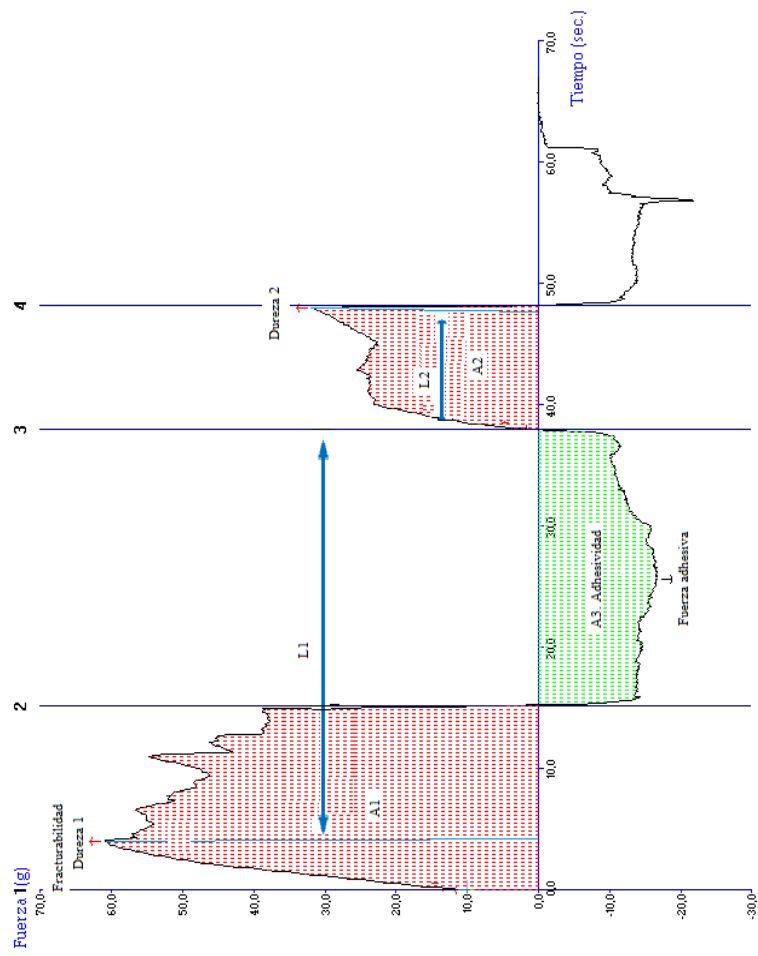 Fuerza 1(g)
70,0
60,0
50,0
40,0
30,0
20,0
10,0
0,0
-10,0
-20,0
-30,0
2
3
4
Fracturabilidad
Dureza 1
Dureza 2
L1
L2
A1
A2
A3. Adhesividad
Fuerza adhesiva
0,0
10,0
20,0
30,0
40,0
50,0
60,0
70,0
Tiempo (sec.)